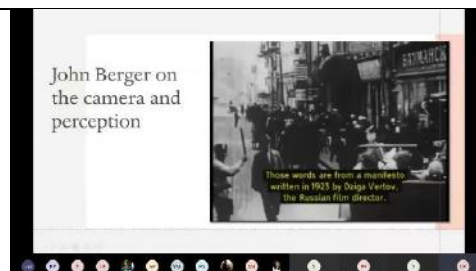 John Berger on
the camera and
perception
Those words are from a manifesto
written in 1923 by Dziga Vertov,
the Russian film director.